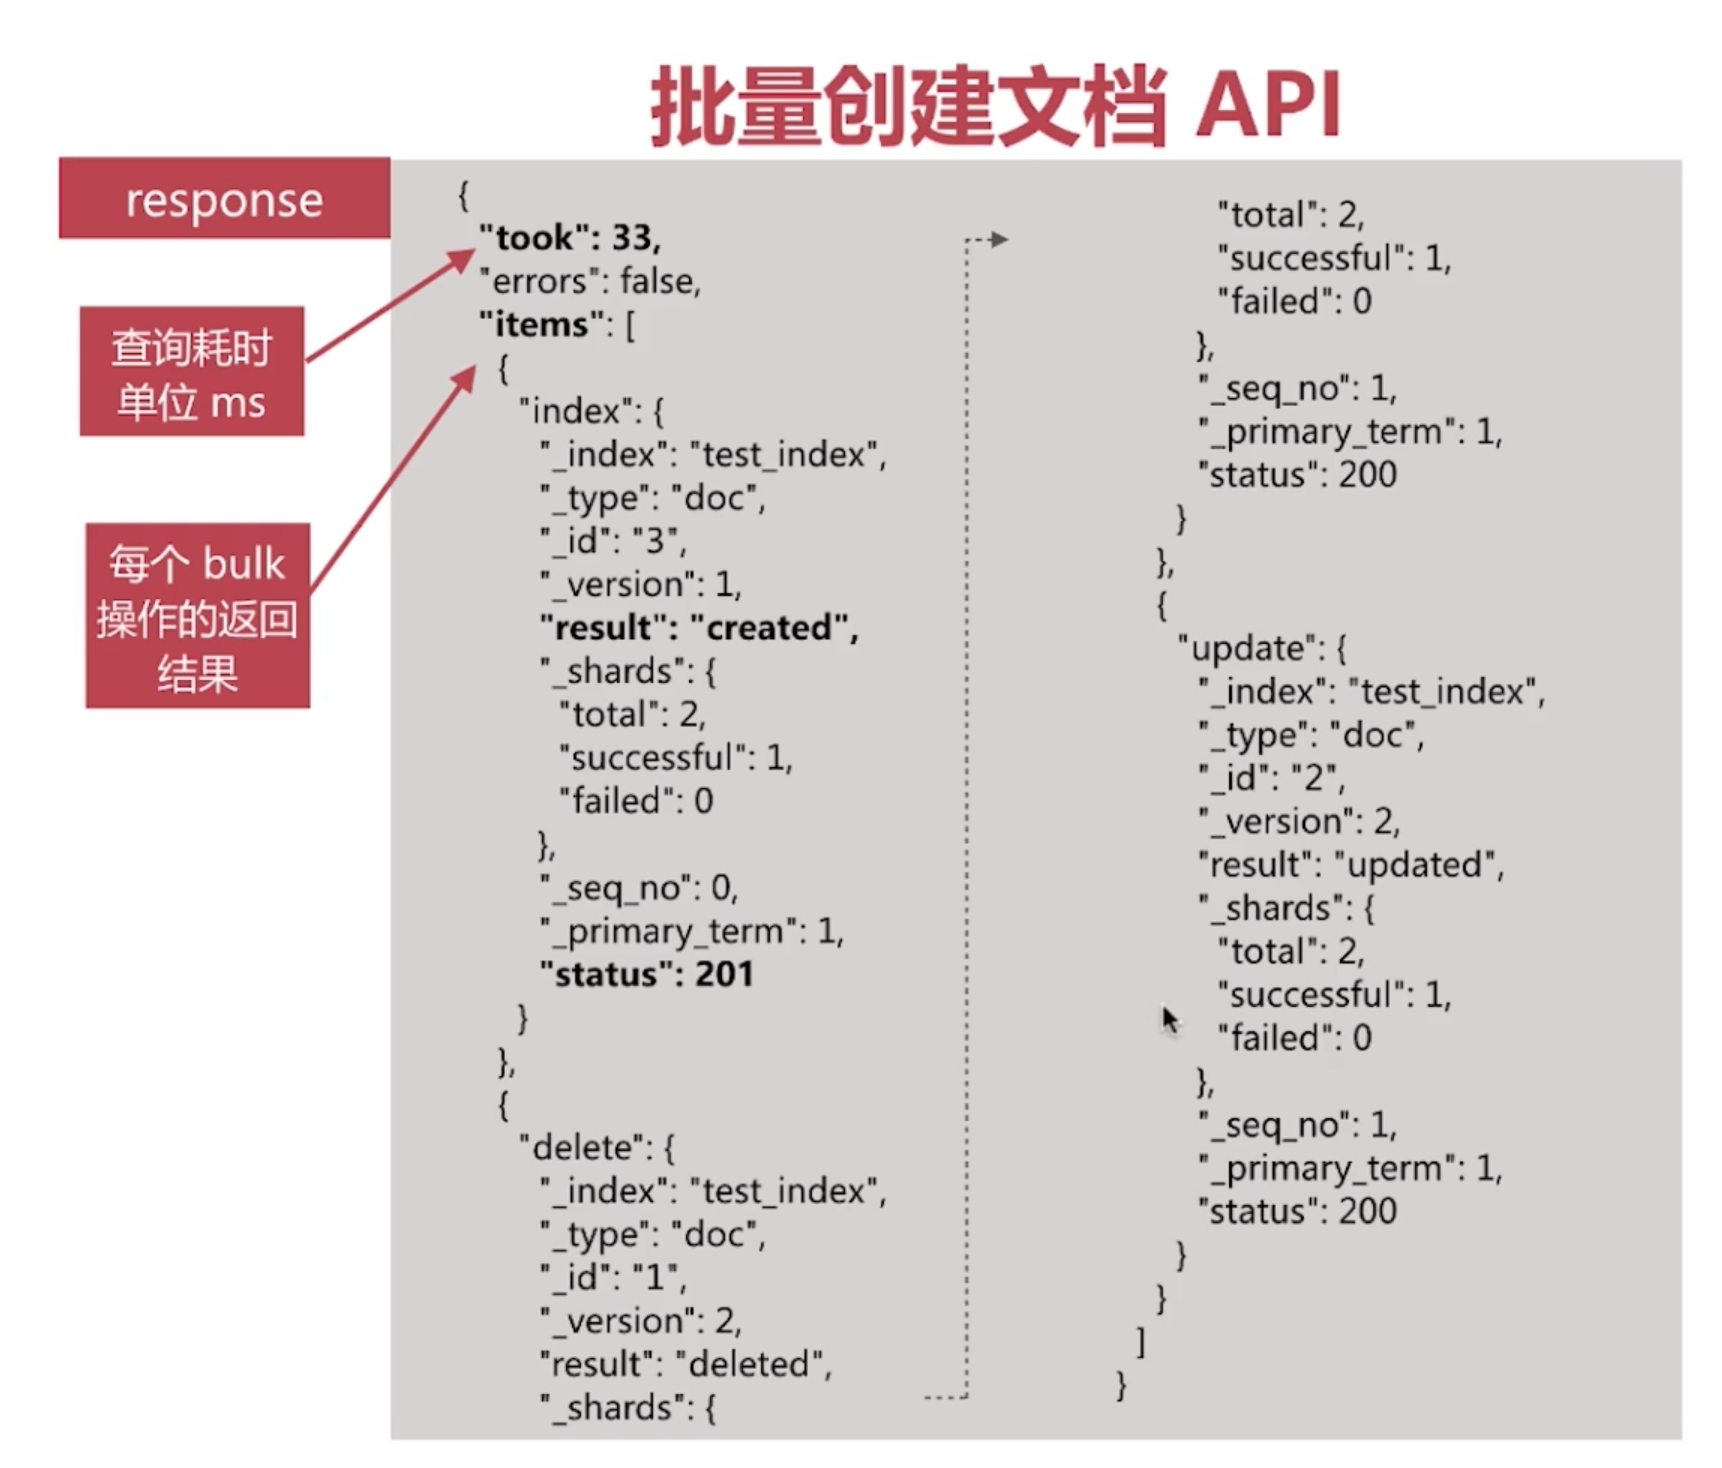 批量创建文档 API
response
查询耗时
单位 ms
每个 bulk
操作的返回
结果
{
"took": 33,
"errors": false,
"items": [
{
"index": {
"_index": "test_index",
"_type": "doc",
"_id": "3",
"_version": 1,
"result": "created",
"_shards": {
"total": 2,
"successful": 1,
"failed": 0
},
"_seq_no": 0,
"_primary_term": 1,
"status": 201
}
},
{
"delete": {
"_index": "test_index",
"_type": "doc",
"_id": "1",
"_version": 2,
"result": "deleted",
"_shards": {
"total": 2,
"successful": 1,
"failed": 0
},
"_seq_no": 1,
"_primary_term": 1,
"status": 200
}
},
{
"update": {
"_index": "test_index",
"_type": "doc",
"_id": "2",
"_version": 2,
"result": "updated",
"_shards": {
"total": 2,
"successful": 1,
"failed": 0
},
"_seq_no": 1,
"_primary_term": 1,
"status": 200
}
}
]
}